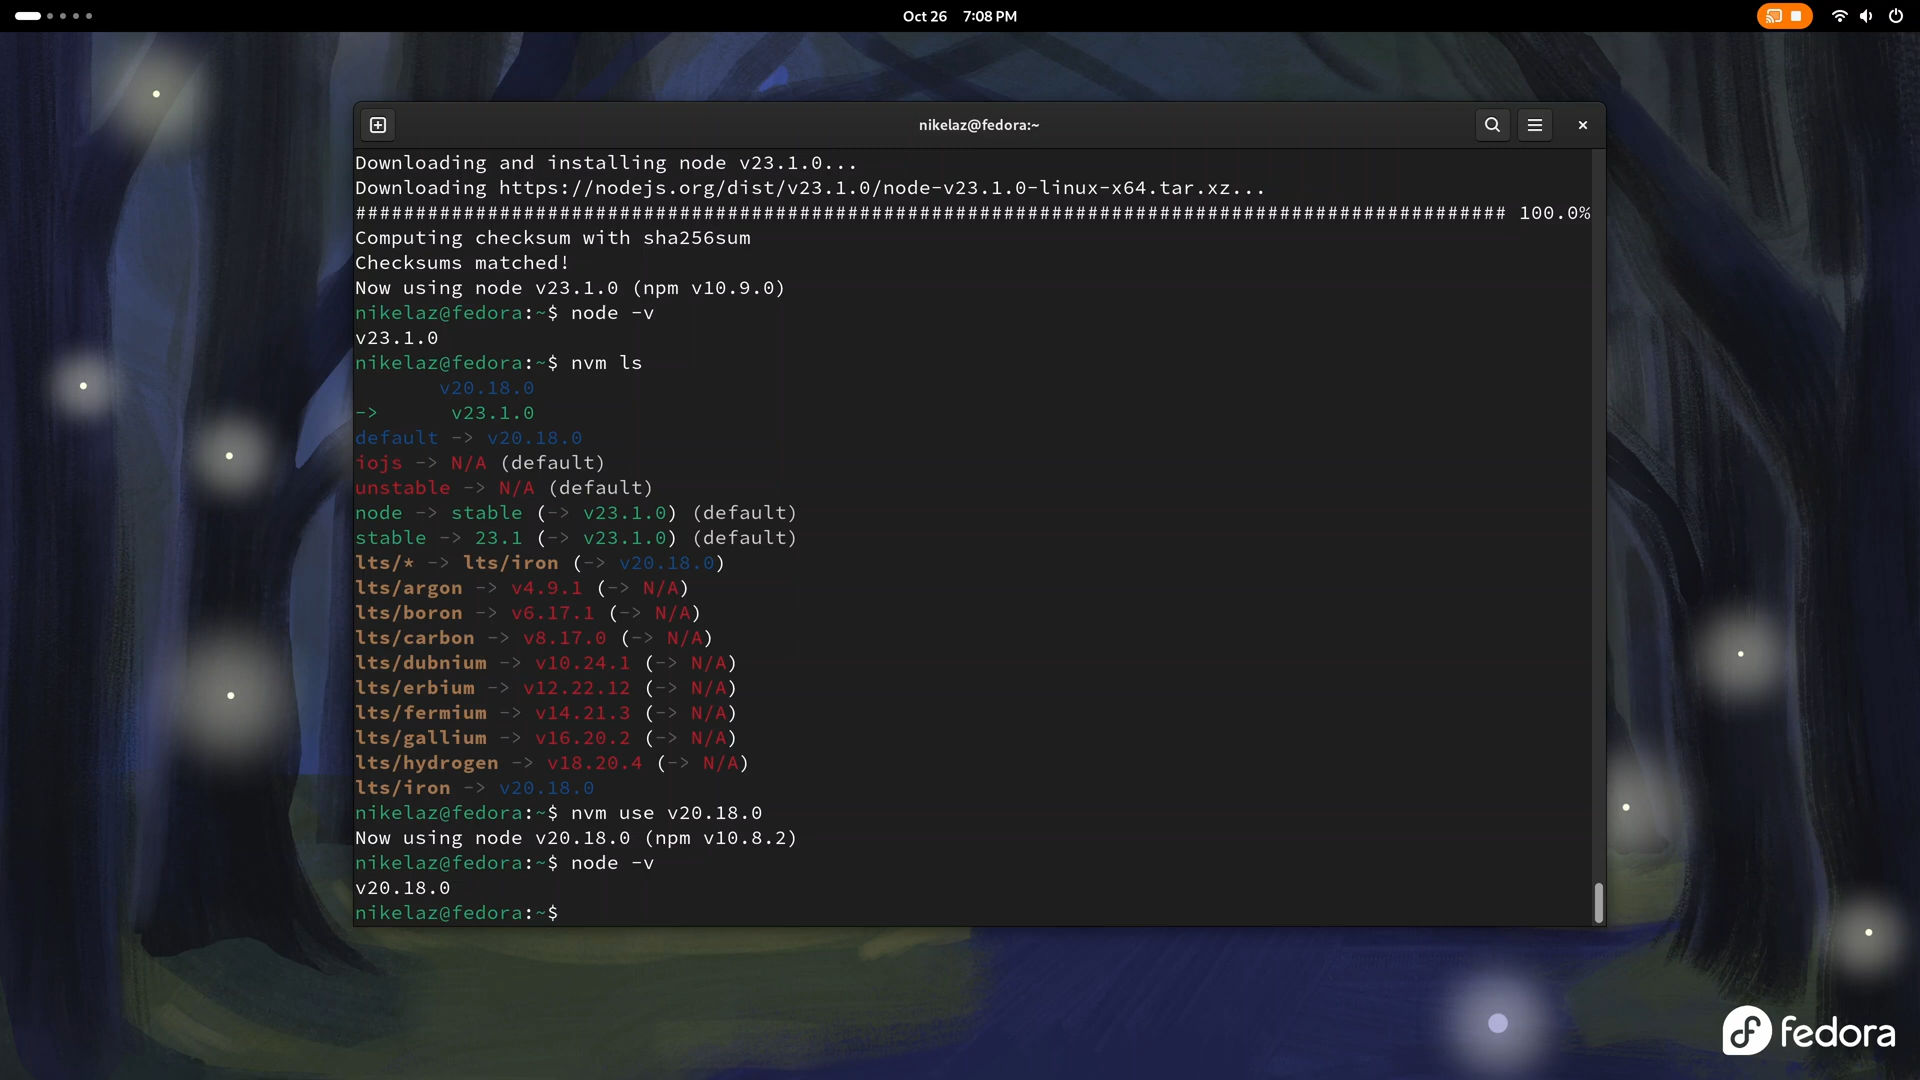 Oct 26 7:08 PM
nikelaz@fedora:~
Downloading and installing node v23.1.0...
Downloading https://nodejs.org/dist/v23.1.0/node-v23.1.0-linux-x64.tar.xz...
################################################################################################ 100.0%
Computing checksum with sha256sum
Checksums matched!
Now using node v23.1.0 (npm v10.9.0)
nikelaz@fedora:~$ node -v
v23.1.0
nikelaz@fedora:~$ nvm ls
       v20.18.0
->      v23.1.0
default -> v20.18.0
iojs -> N/A (default)
unstable -> N/A (default)
node -> stable (-> v23.1.0) (default)
stable -> 23.1 (-> v23.1.0) (default)
lts/* -> lts/iron (-> v20.18.0)
lts/argon -> v4.9.1 (-> N/A)
lts/boron -> v6.17.1 (-> N/A)
lts/carbon -> v8.17.0 (-> N/A)
lts/dubnium -> v10.24.1 (-> N/A)
lts/erbium -> v12.22.12 (-> N/A)
lts/fermium -> v14.21.3 (-> N/A)
lts/gallium -> v16.20.2 (-> N/A)
lts/hydrogen -> v18.20.4 (-> N/A)
lts/iron -> v20.18.0
nikelaz@fedora:~$ nvm use v20.18.0
Now using node v20.18.0 (npm v10.8.2)
nikelaz@fedora:~$ node -v
v20.18.0
nikelaz@fedora:~$
fedora